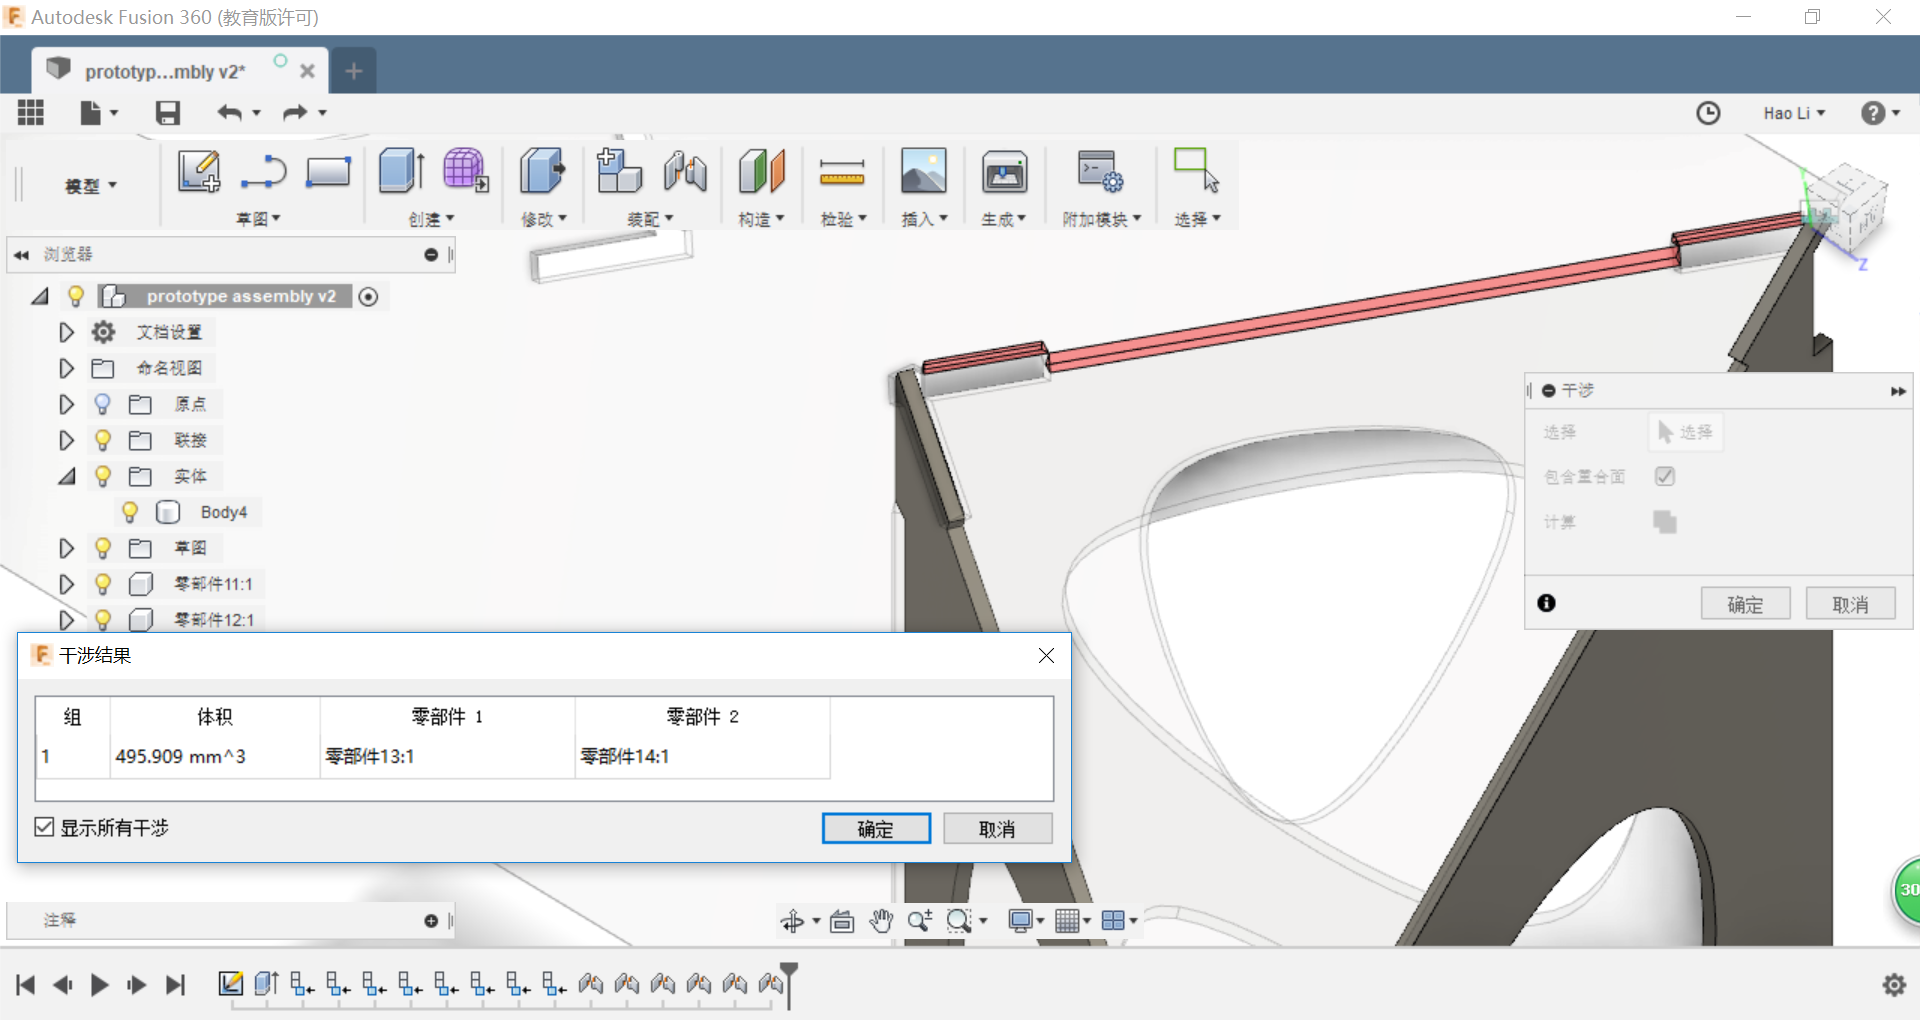 Autodesk Fusion 360 (教育版许可)
prototyp...mbly v2*
Hao Li
模型
草图
创建
修改
装配
构造
检验
插入
生成
附加模块
选择
浏览器
prototype assembly v2
文档设置
命名视图
原点
联接
实体
Body4
草图
零部件11:1
零部件12:1
Z
干涉
选择 选择
包含重合面
计算
确定 取消
干涉结果
组 体积 零部件 1 零部件 2
1 495.909 mm^3 零部件13:1 零部件14:1
显示所有干涉
确定 取消
注释
30